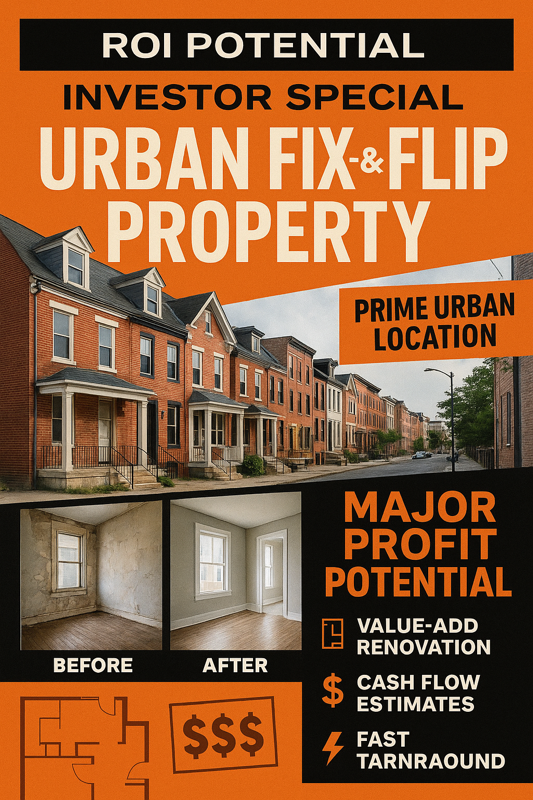 ROI POTENTIAL
INVESTOR SPECIAL
URBAN FIX-&FLIP
PROPERTY
PRIME URBAN
LOCATION
BEFORE
AFTER
MAJOR
PROFIT
POTENTIAL
VALUE-ADD
RENOVATION
$
CASH FLOW
ESTIMATES
FAST
TARNRAOUND
$$$